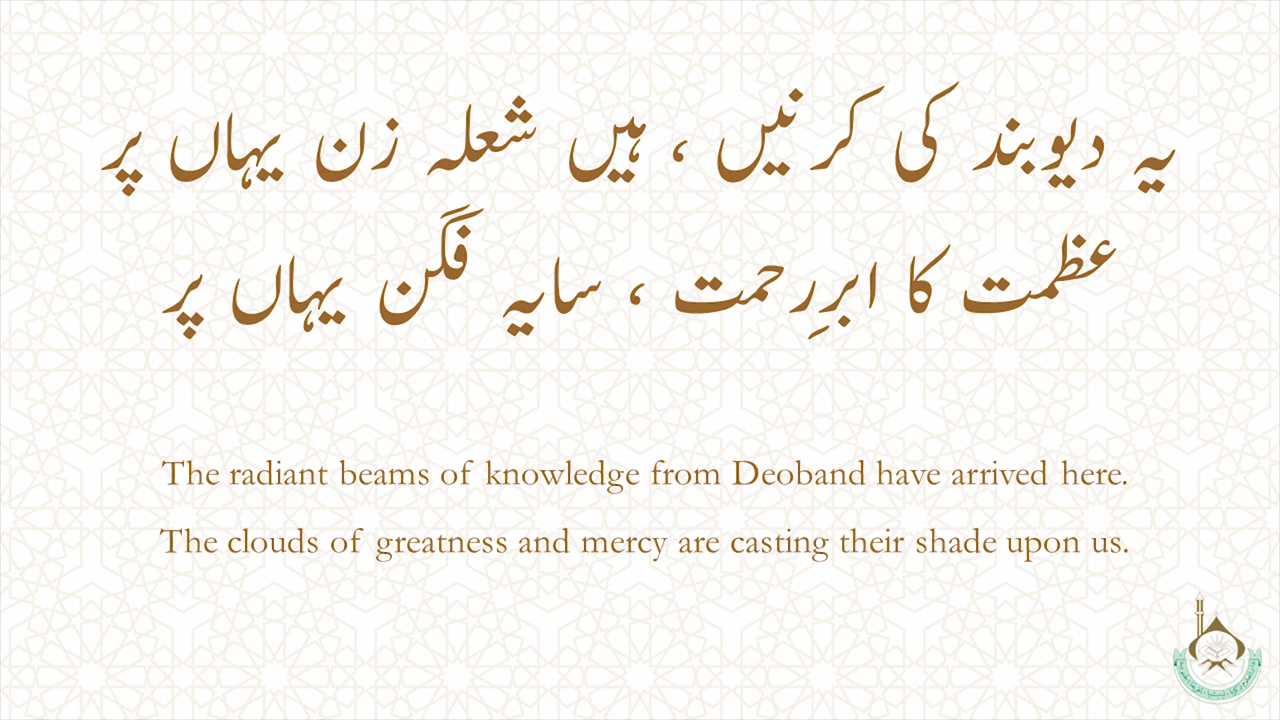 یہ دیوبند کی کرنیں ، ہیں شعلہ زن یہاں پر
عظمت کا ابرِرحمت ، سایہ فگَن یہاں پر
The radiant beams of knowledge from Deoband have arrived here.
The clouds of greatness and mercy are casting their shade upon us.